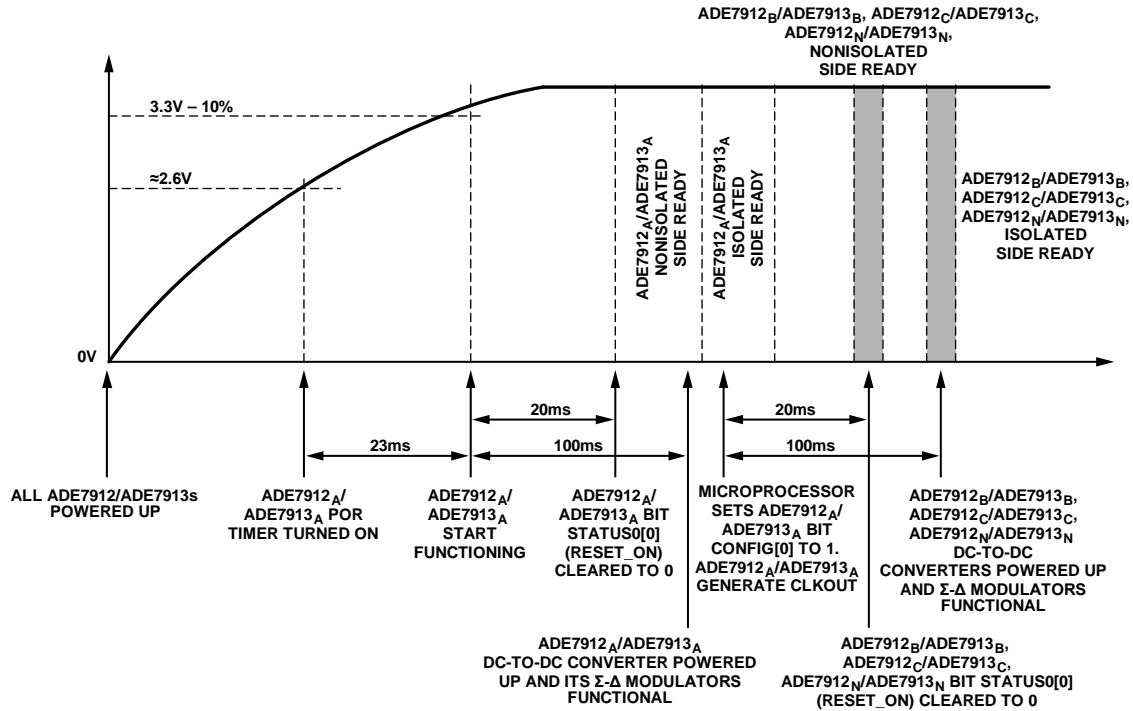 ADE7912B/ADE7913B, ADE7912C/ADE7913C,
ADE7912N/ADE7913N,
NONISOLATED
SIDE READY
3.3V – 10%
≈2.6V
0V
ADE7912A/ADE7913A
NONISOLATED
SIDE READY
ADE7912A/ADE7913A
ISOLATED
SIDE READY
ADE7912B/ADE7913B,
ADE7912C/ADE7913C,
ADE7912N/ADE7913N,
ISOLATED
SIDE READY
20ms
20ms
23ms
100ms
100ms
ALL ADE7912/ADE7913s
POWERED UP
ADE7912A/
ADE7913A POR
TIMER TURNED ON
ADE7912A/
ADE7913A
START
FUNCTIONING
ADE7912A/
ADE7913A BIT
STATUS0[0]
(RESET_ON)
CLEARED TO 0
MICROPROCESSOR
SETS ADE7912A/
ADE7913A BIT
CONFIG[0] TO 1.
ADE7912A/ADE7913A
GENERATE CLKOUT
ADE7912B/ADE7913B,
ADE7912C/ADE7913C,
ADE7912N/ADE7913N
DC-TO-DC
CONVERTERS POWERED UP
AND Σ-Δ MODULATORS
FUNCTIONAL
ADE7912A/ADE7913A
DC-TO-DC CONVERTER POWERED
UP AND ITS Σ-Δ MODULATORS
FUNCTIONAL
ADE7912B/ADE7913B,
ADE7912C/ADE7913C,
ADE7912N/ADE7913N BIT STATUS0[0]
(RESET_ON) CLEARED TO 0